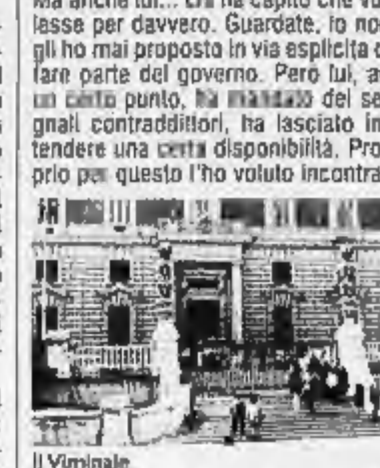 Ma anche lui... ha capito che
lesse per davvero. Guardate, io no
gli ho mai proposto in via esplicita
fare parte del governo. Però lui, a
un certo punto, ha mandato dei se
gnali contraddittori, ha lasciato in
tendere una certa disponibilità. Pro
prio per questo l'ho voluto incontra
Il Viminale